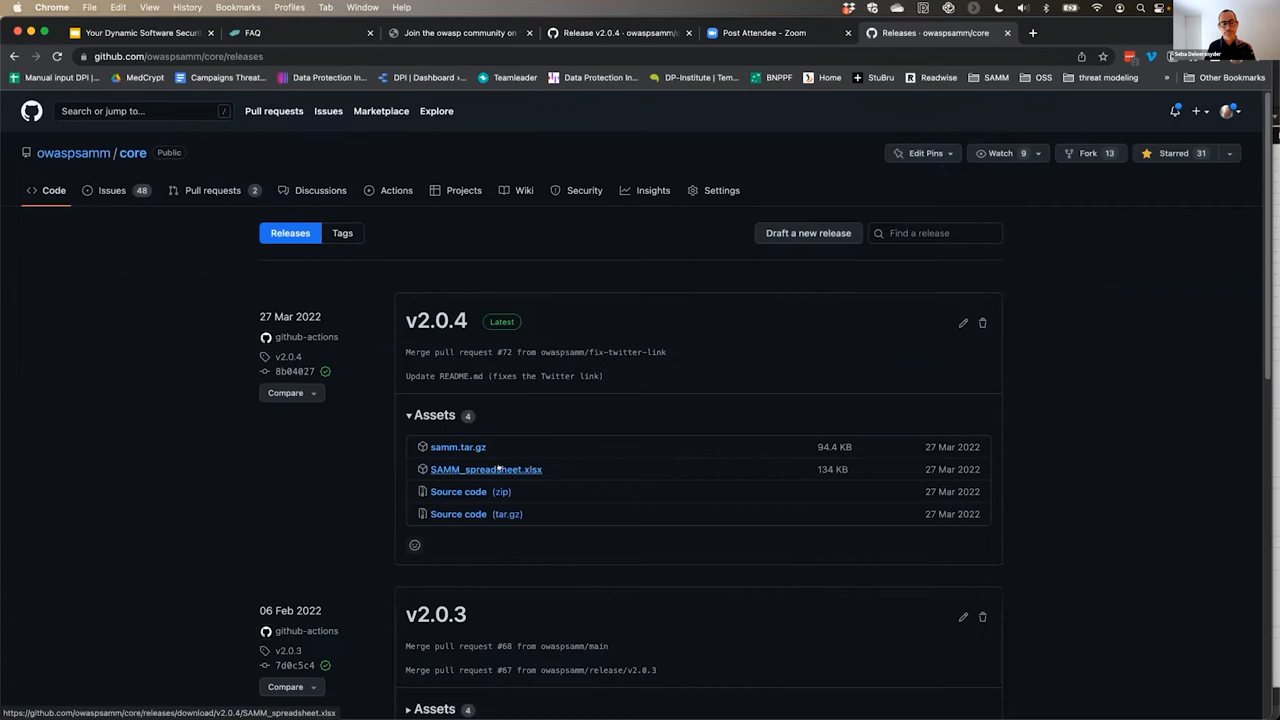 Chrome File Edit View History Bookmarks Profiles Tab Window Help
Your Dynamic Software Securit
FAQ
Join the owasp community on
Release v2.0.4 · owaspsamm/c
Post Attendee - Zoom
Releases · owaspsamm/core
github.com/owaspsamm/core/releases
Seba Deleersnyder
Manual input DPI | MedCrypt Campaigns Threat... Data Protection In... DPI | Dashboard ›... Teamleader Data Protection In... DP-Institute | Tem... BNPPF Home StuBru Readwise SAMM OSS threat modeling » Other Bookmarks
Search or jump to... / Pull requests Issues Marketplace Explore
owaspsamm / core Public Edit Pins Watch 9 Fork 13 Starred 31
Code Issues 48 Pull requests 2 Discussions Actions Projects Wiki Security Insights Settings
Releases Tags Draft a new release Find a release
27 Mar 2022
github-actions
v2.0.4
8b04027
Compare
v2.0.4 Latest
Merge pull request #72 from owaspsamm/fix-twitter-link
Update README.md (fixes the Twitter link)
Assets 4
samm.tar.gz 94.4 KB 27 Mar 2022
SAMM_spreadsheet.xlsx 134 KB 27 Mar 2022
Source code (zip) 27 Mar 2022
Source code (tar.gz) 27 Mar 2022
06 Feb 2022
github-actions
v2.0.3
7d0c5c4
Compare
v2.0.3
Merge pull request #68 from owaspsamm/main
Merge pull request #67 from owaspsamm/release/v2.0.3
Assets 4
https://github.com/owaspsamm/core/releases/download/v2.0.4/SAMM_spreadsheet.xlsx